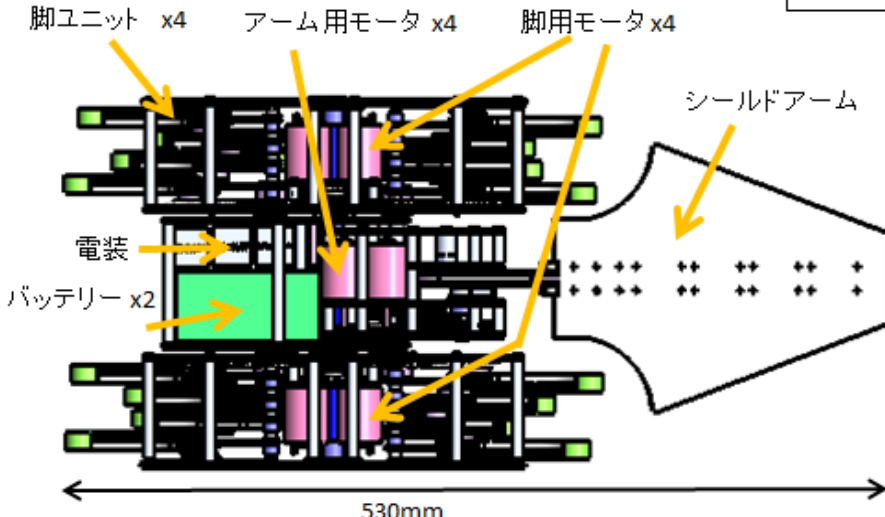 脚ユニット x4
アーム用モータ x4
脚用モータ x4
シールドアーム
電装
バッテリー x2
530mm